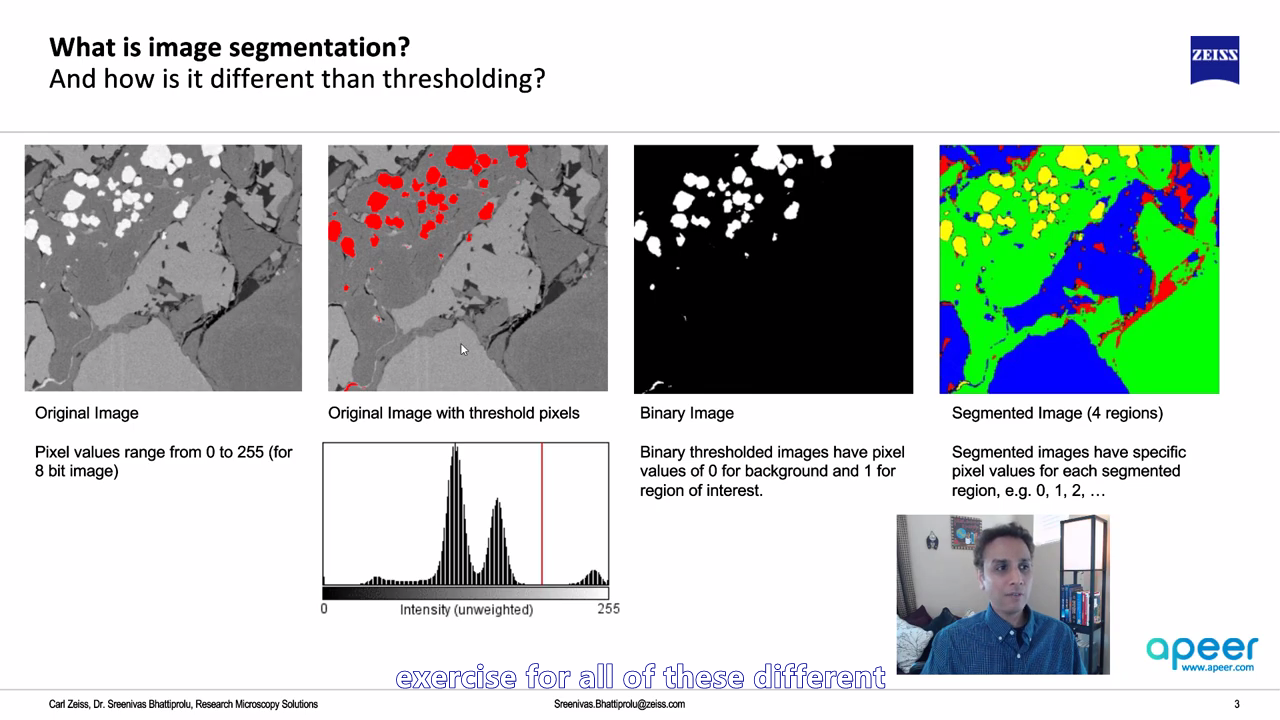 What is image segmentation?
And how is it different than thresholding?
ZEISS
Original Image
Pixel values range from 0 to 255 (for
8 bit image)
Original Image with threshold pixels
0
Intensity (unweighted)
255
Binary Image
Binary thresholded images have pixel
values of 0 for background and 1 for
region of interest.
Segmented Image (4 regions)
Segmented images have specific
pixel values for each segmented
region, e.g. 0, 1, 2, …
apeer
www.apeer.com
exercise for all of these different
Carl Zeiss, Dr. Sreenivas Bhattiprolu, Research Microscopy Solutions
Sreenivas.Bhattiprolu@zeiss.com
3